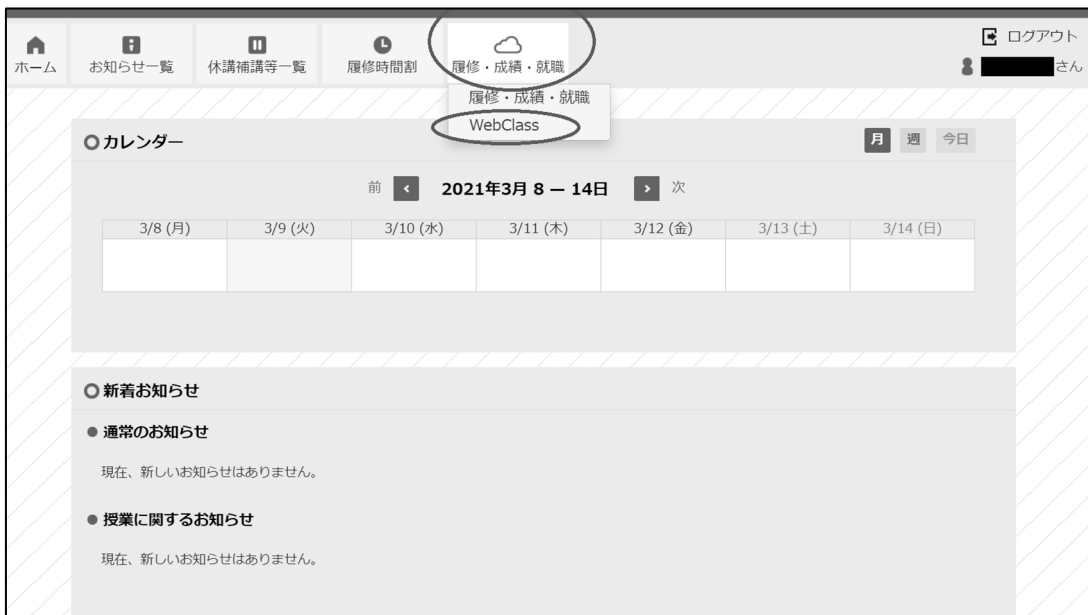 ホーム
お知らせ一覧
休講補講等一覧
履修時間割
履修・成績・就職
ログアウト
さん
履修・成績・就職
WebClass
カレンダー
月 週 今日
前 2021年3月 8 — 14日 次
3/8 (月) 3/9 (火) 3/10 (水) 3/11 (木) 3/12 (金) 3/13 (土) 3/14 (日)
新着お知らせ
通常のお知らせ
現在、新しいお知らせはありません。
授業に関するお知らせ
現在、新しいお知らせはありません。